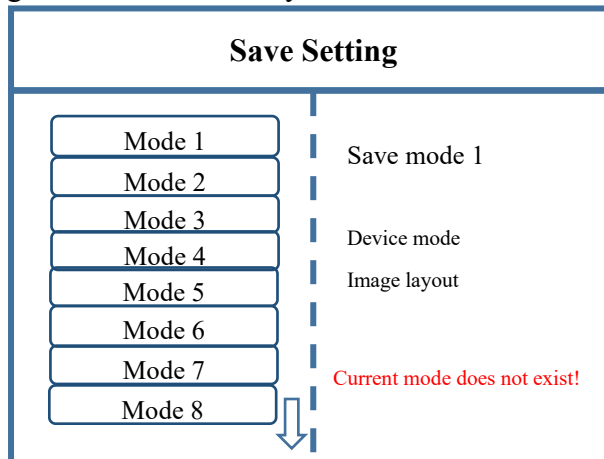 Save Setting
Mode 1
Mode 2
Mode 3
Mode 4
Mode 5
Mode 6
Mode 7
Mode 8
Save mode 1
Device mode
Image layout
Current mode does not exist!